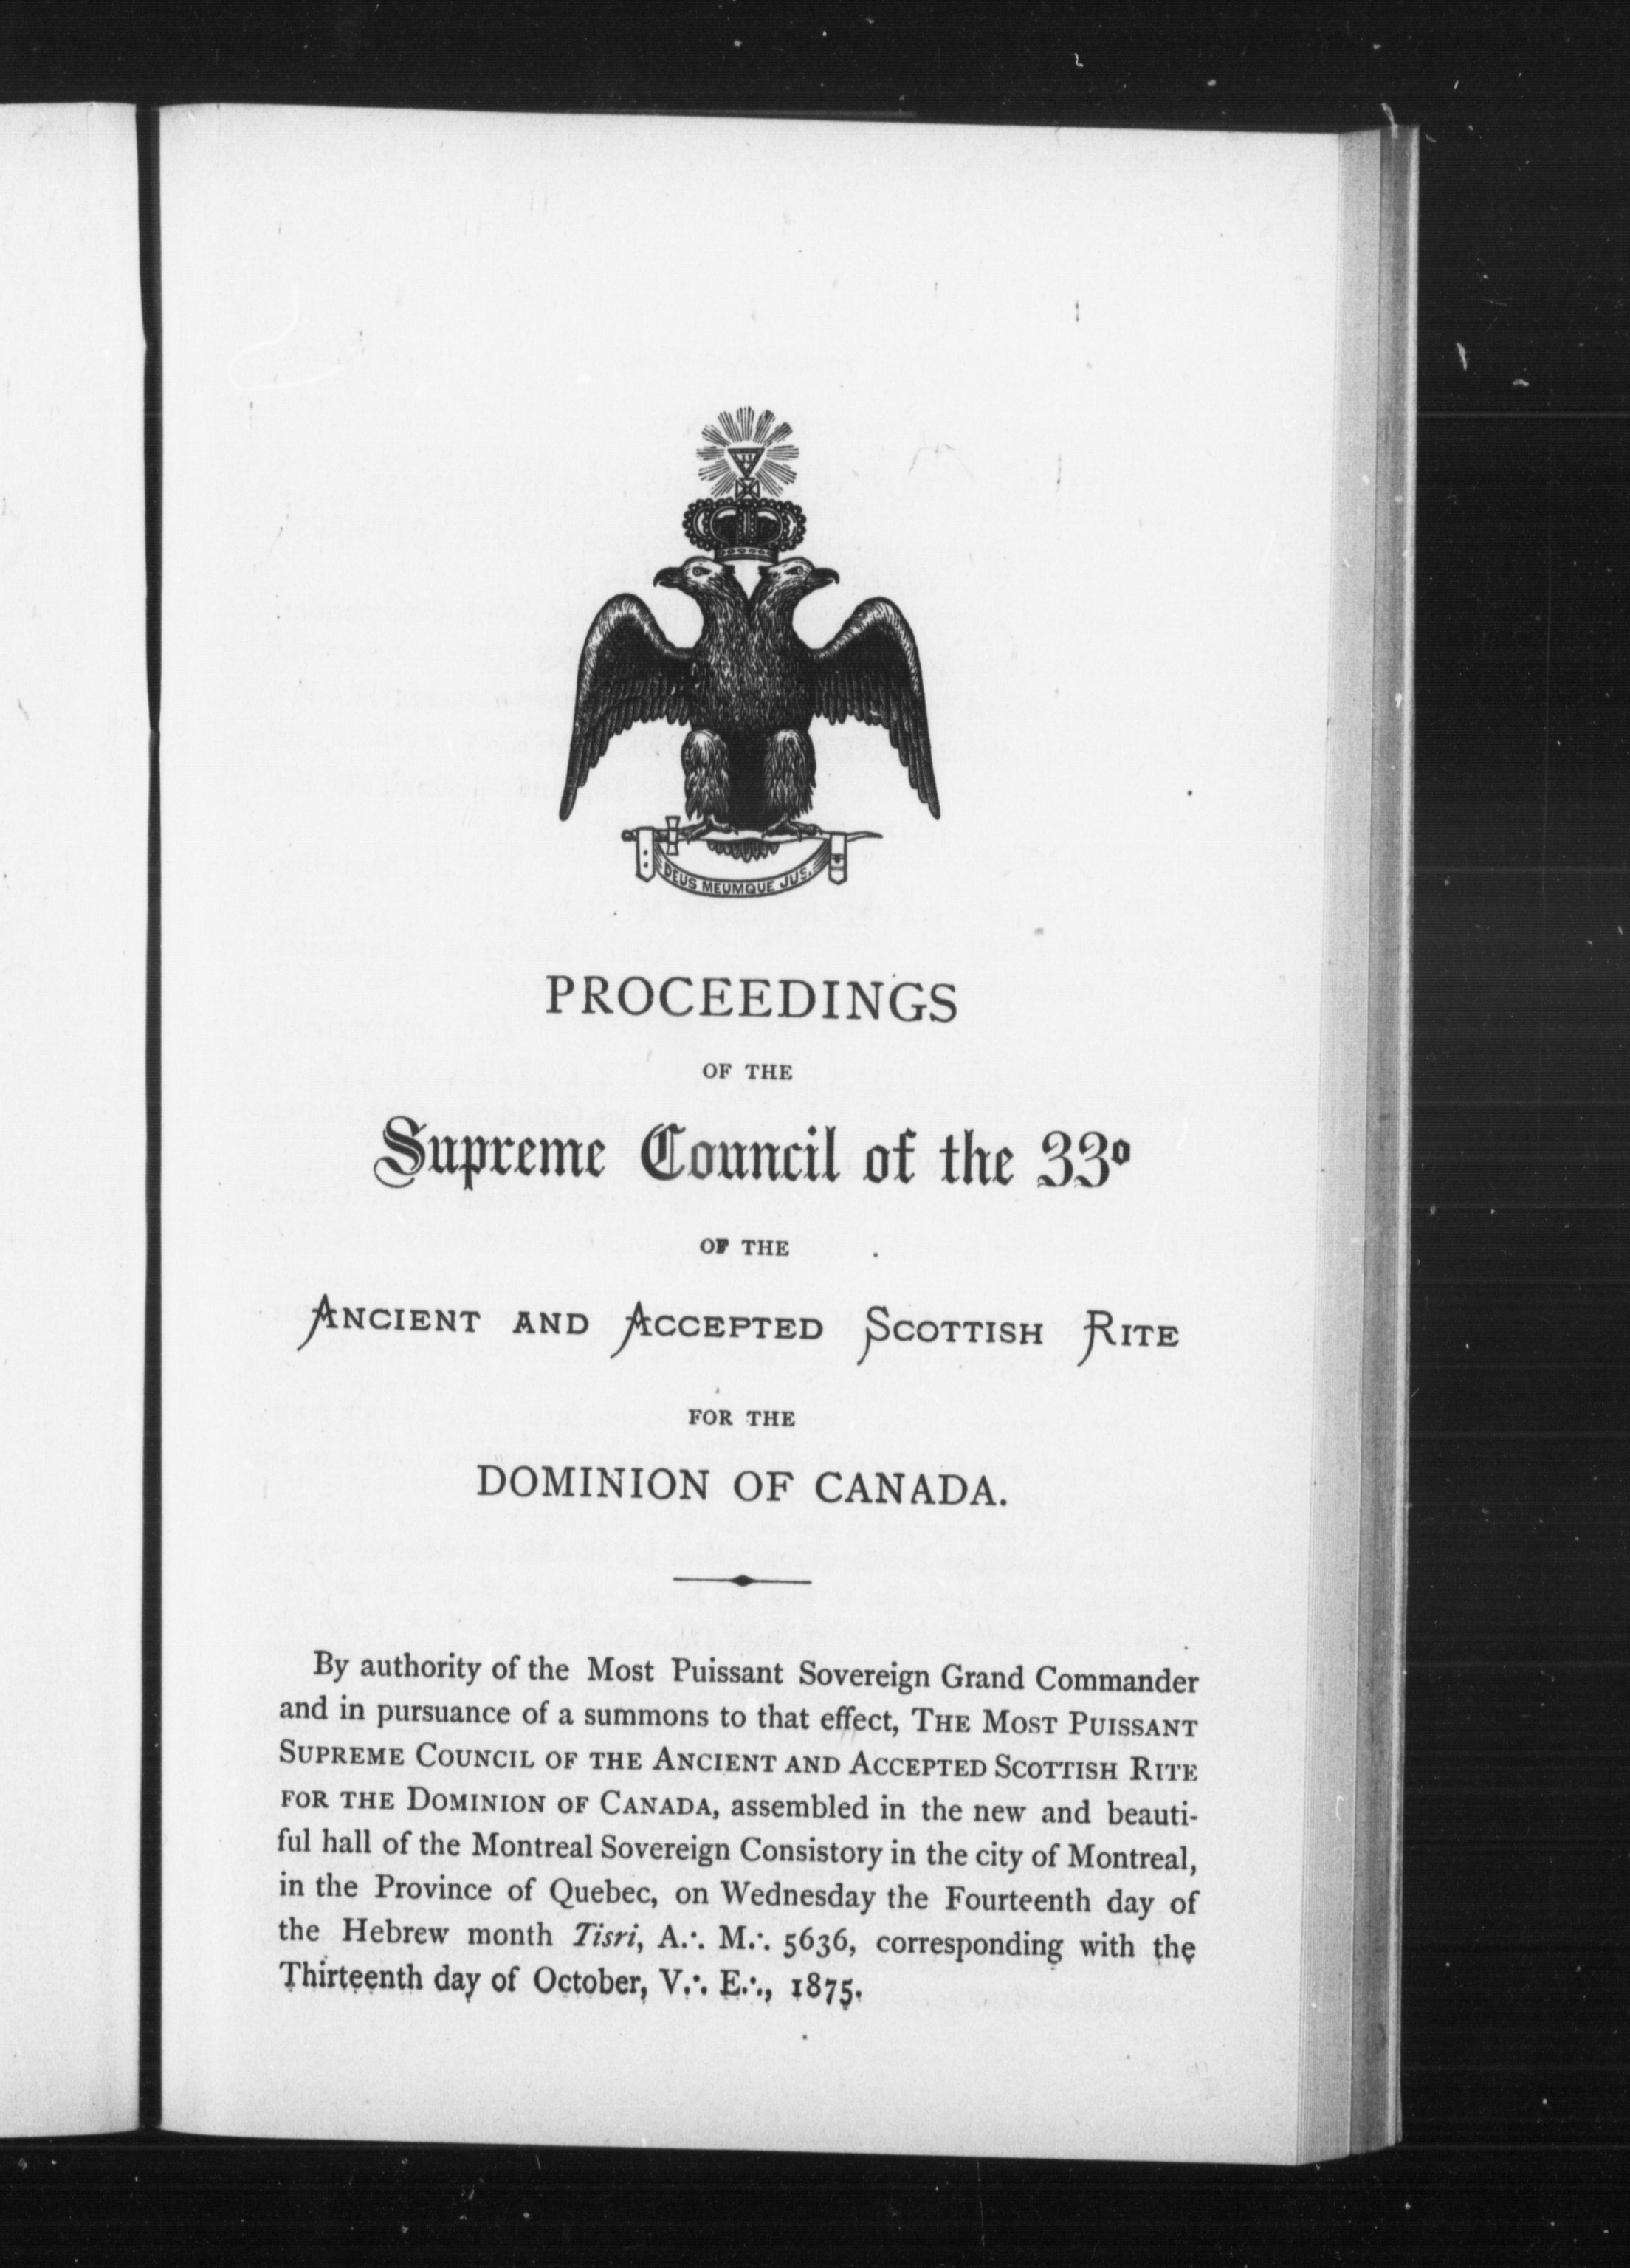 33
DEUS MEUMQUE JUS.
PROCEEDINGS
OF THE
Supreme Council of the 33º
OF THE
ANCIENT AND ACCEPTED SCOTTISH RITE
FOR THE
DOMINION OF CANADA.
By authority of the Most Puissant Sovereign Grand Commander
and in pursuance of a summons to that effect, THE MOST PUISSANT
SUPREME COUNCIL OF THE ANCIENT AND ACCEPTED SCOTTISH RITE
FOR THE DOMINION OF CANADA, assembled in the new and beauti-
ful hall of the Montreal Sovereign Consistory in the city of Montreal,
in the Province of Quebec, on Wednesday the Fourteenth day of
the Hebrew month Tisri, A.·. M.·. 5636, corresponding with the
Thirteenth day of October, V.·. E.·., 1875.